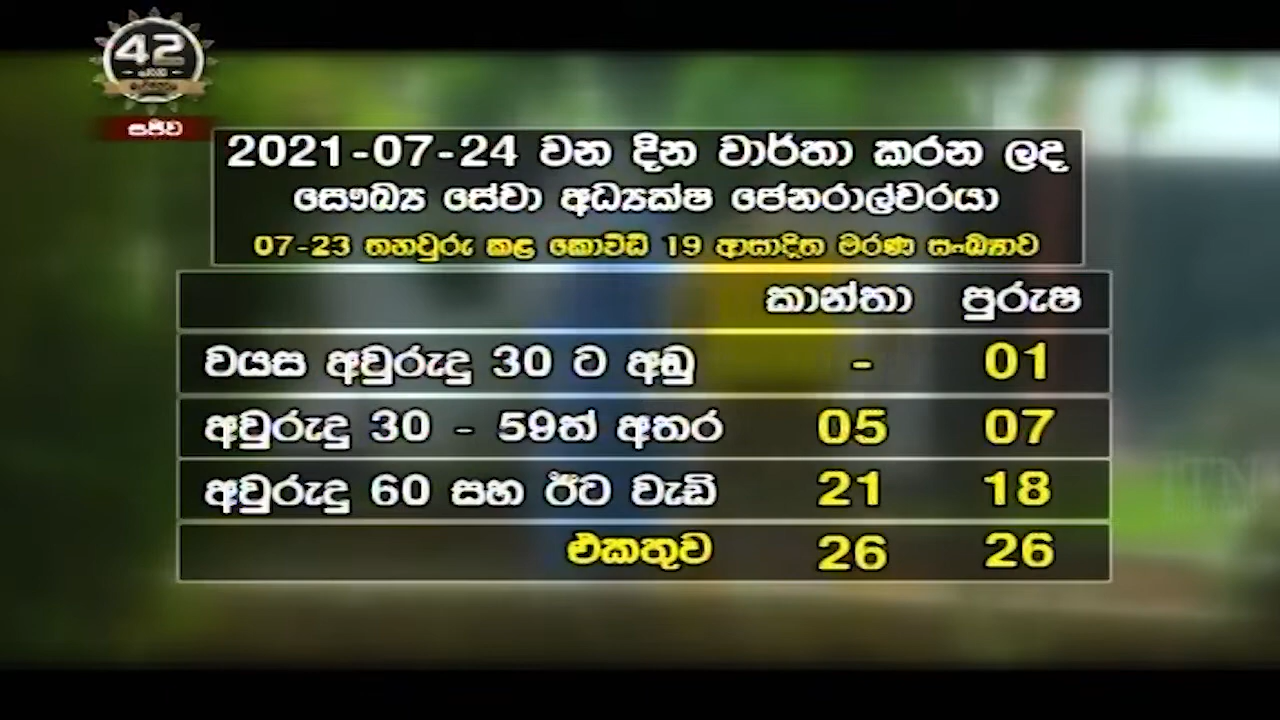 42
සජීව
2021-07-24 වන දින වාර්තා කරන ලද
සෞඛ්‍ය සේවා අධ්‍යක්ෂ ජෙනරාල්වරයා
07-23 තහවුරු කළ කොවිඩ් 19 ආසාදිත මරණ සංඛ්‍යාව
කාන්තා පුරුෂ
වයස අවුරුදු 30 ට අඩු - 01
අවුරුදු 30 - 59ත් අතර 05 07
අවුරුදු 60 සහ ඊට වැඩි 21 18
එකතුව 26 26
ITN